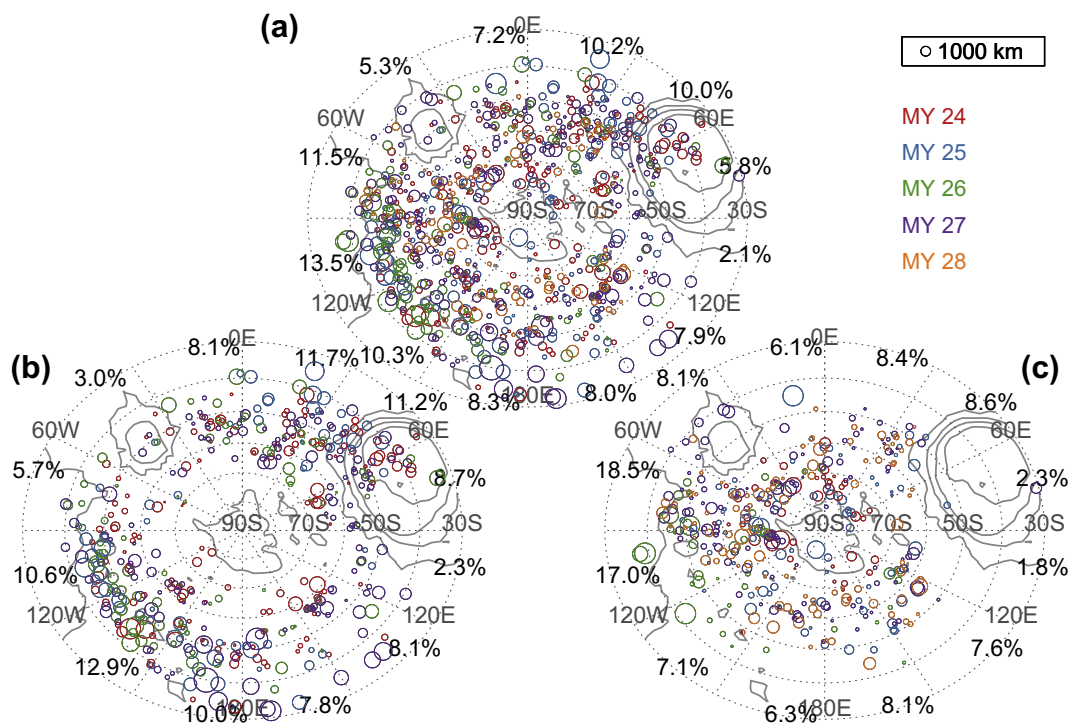 (a)
0E
7.2%
10.2%
1000 km
5.3%
10.0%
60W
60E
MY 24
11.5%
5.8%
MY 25
MY 26
90S 70S 50S 30S
MY 27
2.1%
MY 28
13.5%
120W
120E
10.3%
7.9%
8.3%
180E
8.0%
(b)
0E
8.1%
11.7%
3.0%
11.2%
60W
60E
5.7%
8.7%
90S 70S 50S 30S
2.3%
10.6%
120W
120E
8.1%
12.9%
10.0%
180E
7.8%
(c)
0E
6.1%
8.4%
8.1%
8.6%
60W
60E
18.5%
2.3%
90S 70S 50S 30S
1.8%
17.0%
120W
120E
7.6%
7.1%
6.3%
180E
8.1%